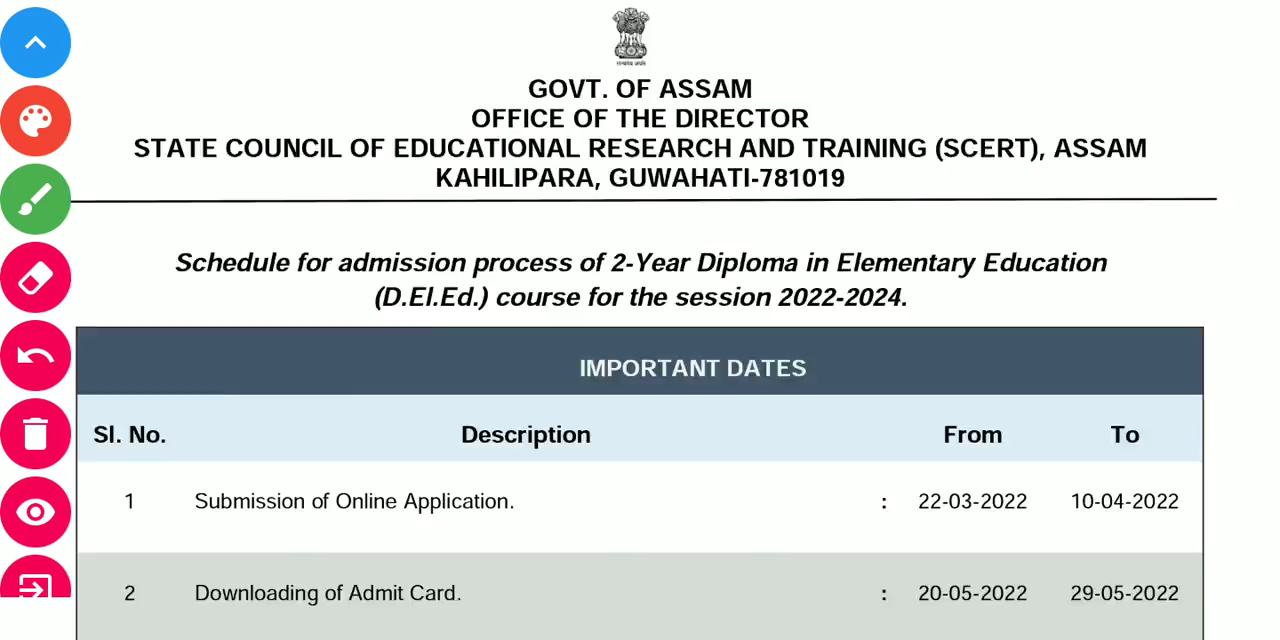 सत्यमेव जयते
GOVT. OF ASSAM
OFFICE OF THE DIRECTOR
STATE COUNCIL OF EDUCATIONAL RESEARCH AND TRAINING (SCERT), ASSAM
KAHILIPARA, GUWAHATI-781019
Schedule for admission process of 2-Year Diploma in Elementary Education
(D.El.Ed.) course for the session 2022-2024.
IMPORTANT DATES
Sl. No. Description From To
1 Submission of Online Application. : 22-03-2022 10-04-2022
2 Downloading of Admit Card. : 20-05-2022 29-05-2022